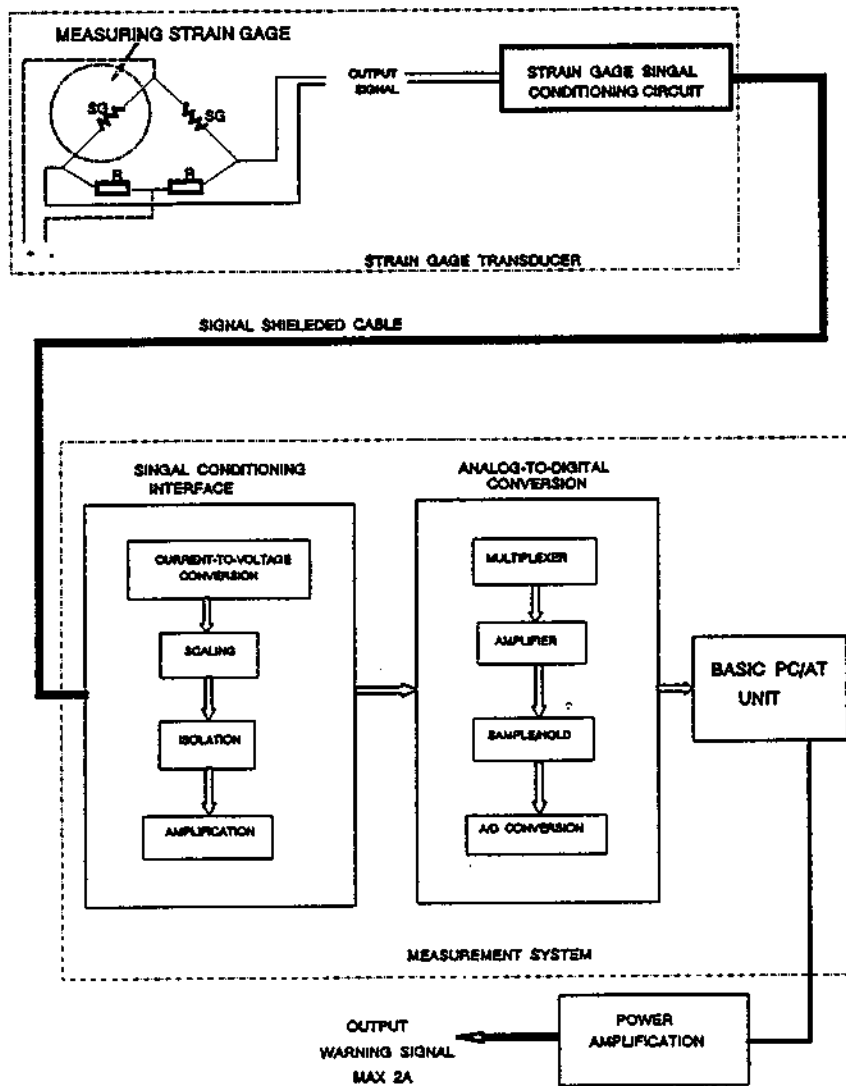 MEASURING STRAIN GAGE
SG
SG
R
R
+ -
OUTPUT
SIGNAL
STRAIN GAGE SINGAL
CONDITIONING CIRCUIT
STRAIN GAGE TRANSDUCER
SIGNAL SHIELEDED CABLE
SINGAL CONDITIONING
INTERFACE
CURRENT-TO-VOLTAGE
CONVERSION
SCALING
ISOLATION
AMPLIFICATION
ANALOG-TO-DIGITAL
CONVERSION
MULTIPLEXER
AMPLIFIER
SAMPLE/HOLD
A/D CONVERSION
BASIC PC/AT
UNIT
MEASUREMENT SYSTEM
POWER
AMPLIFICATION
OUTPUT
WARNING SIGNAL
MAX 2A